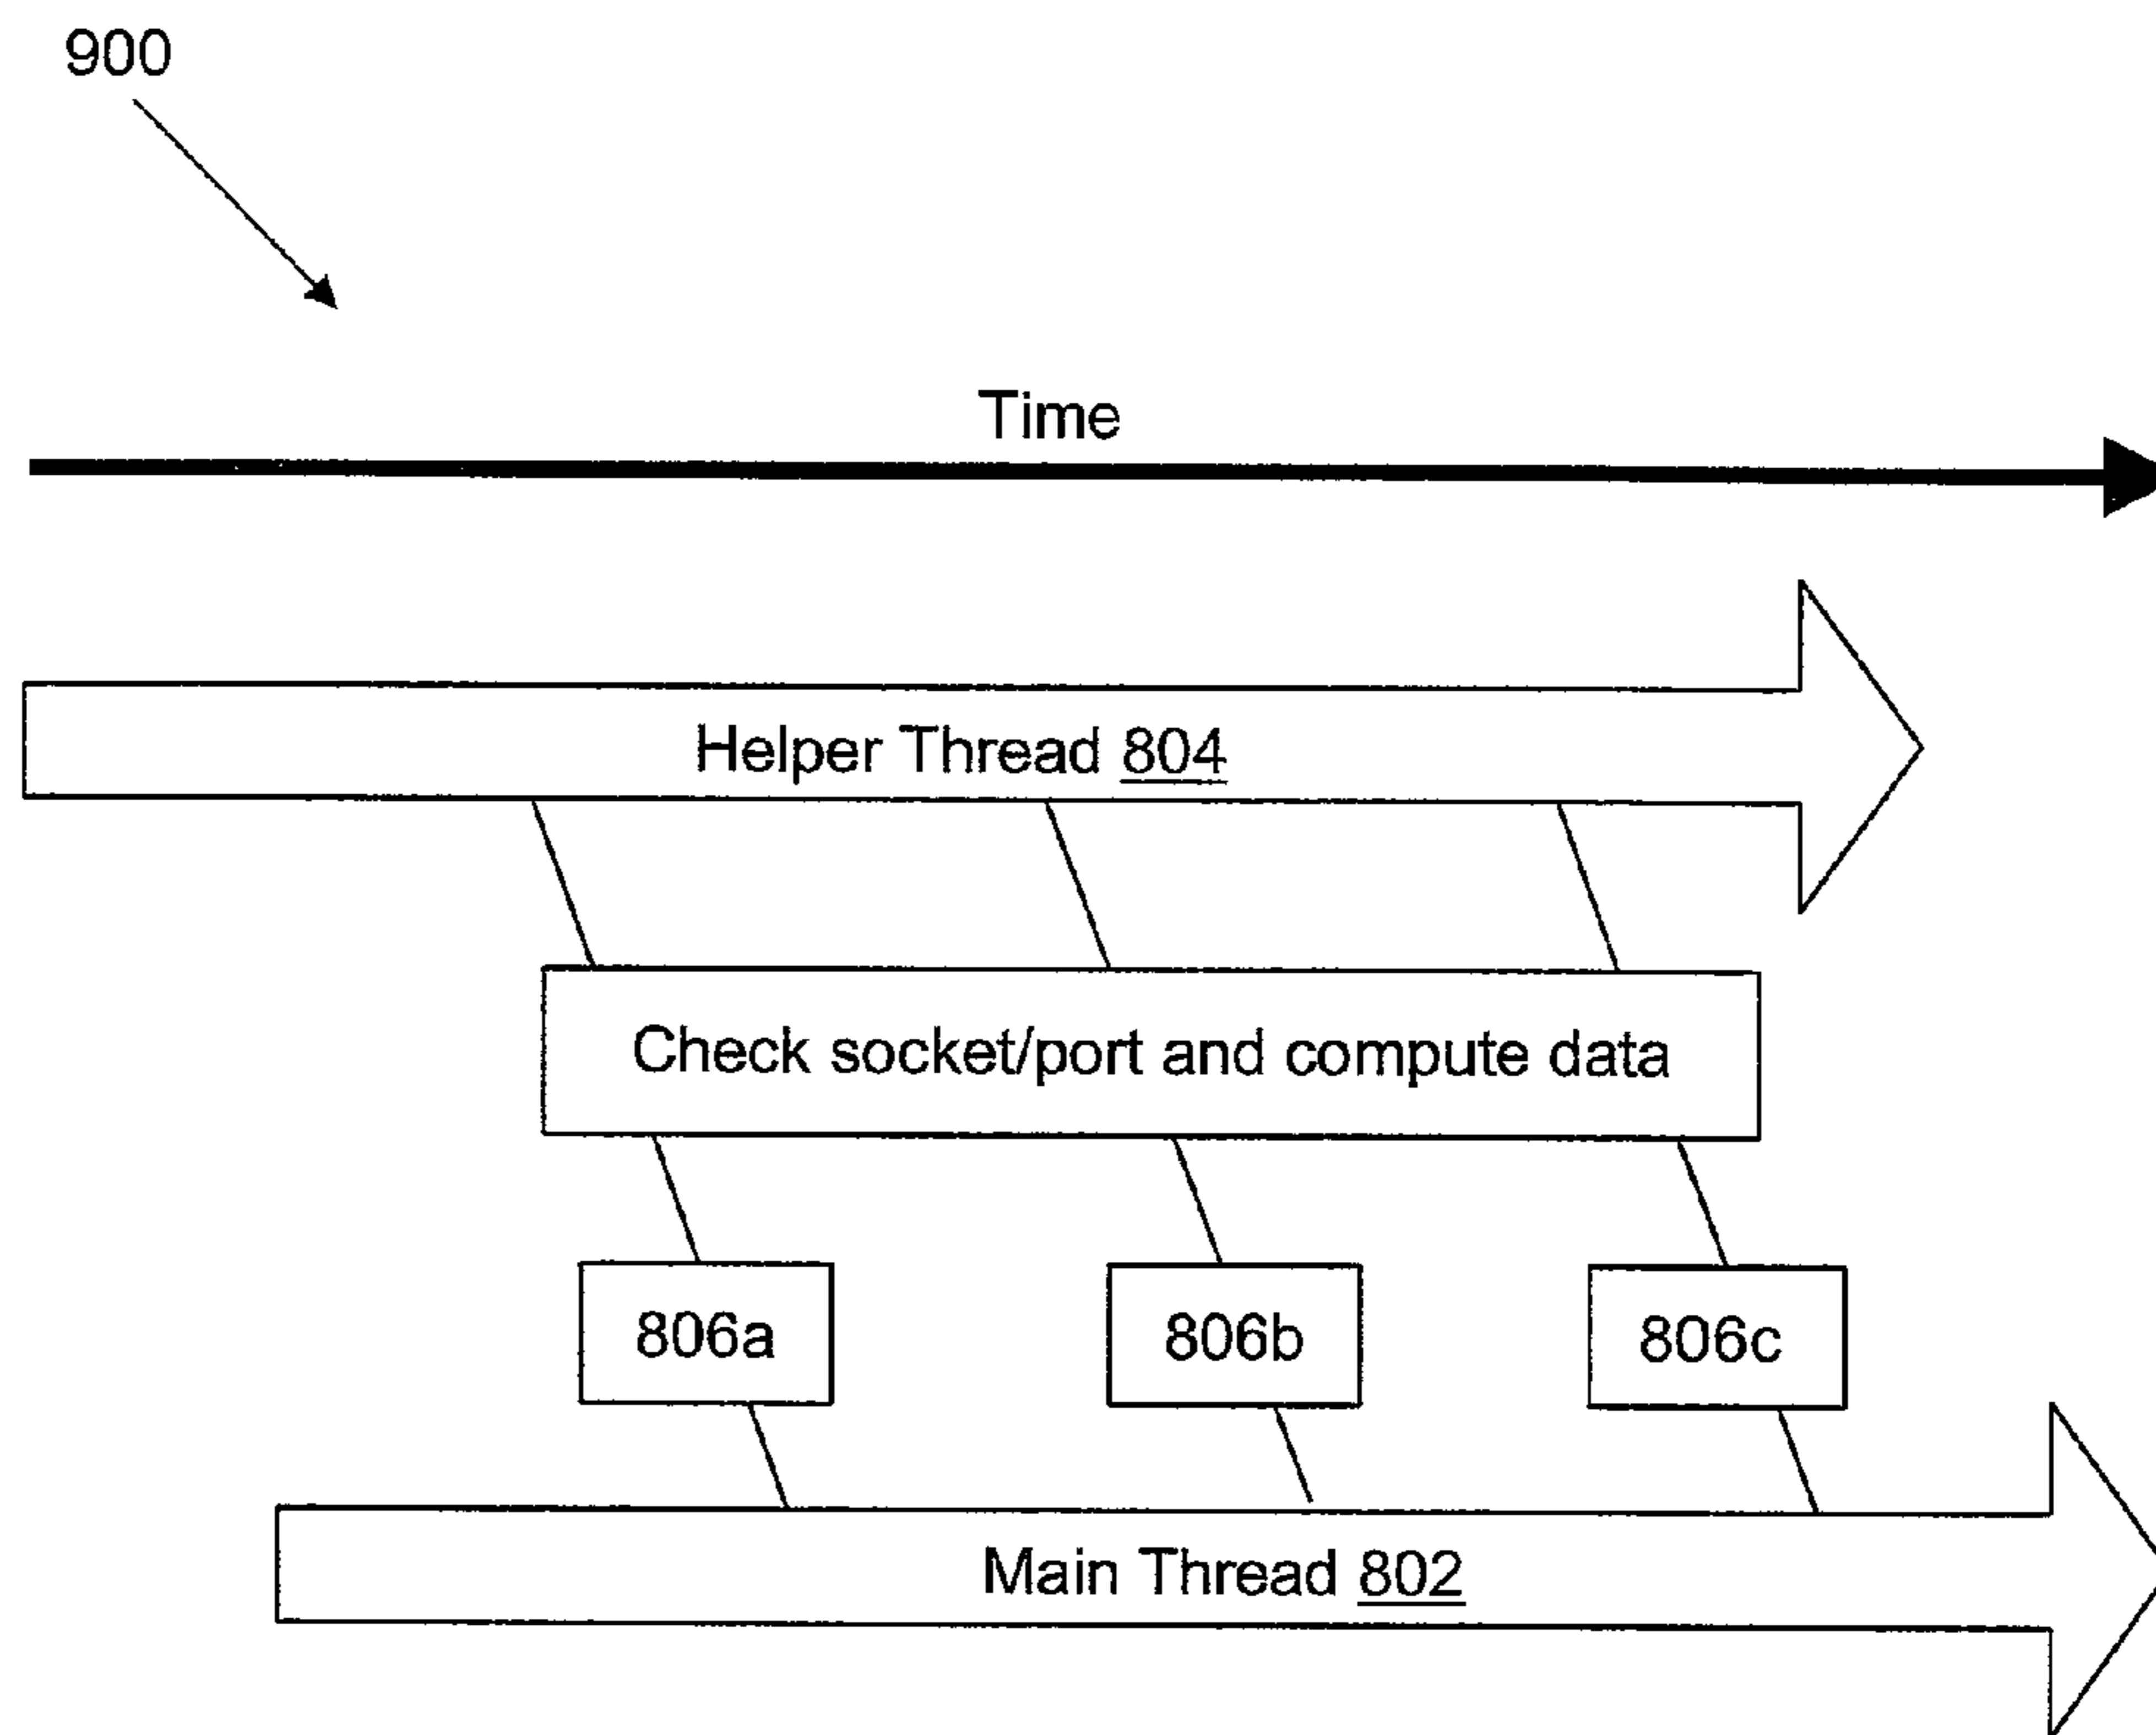 900
Time
Helper Thread 804
Check socket/port and compute data
806a
806b
806c
Main Thread 802